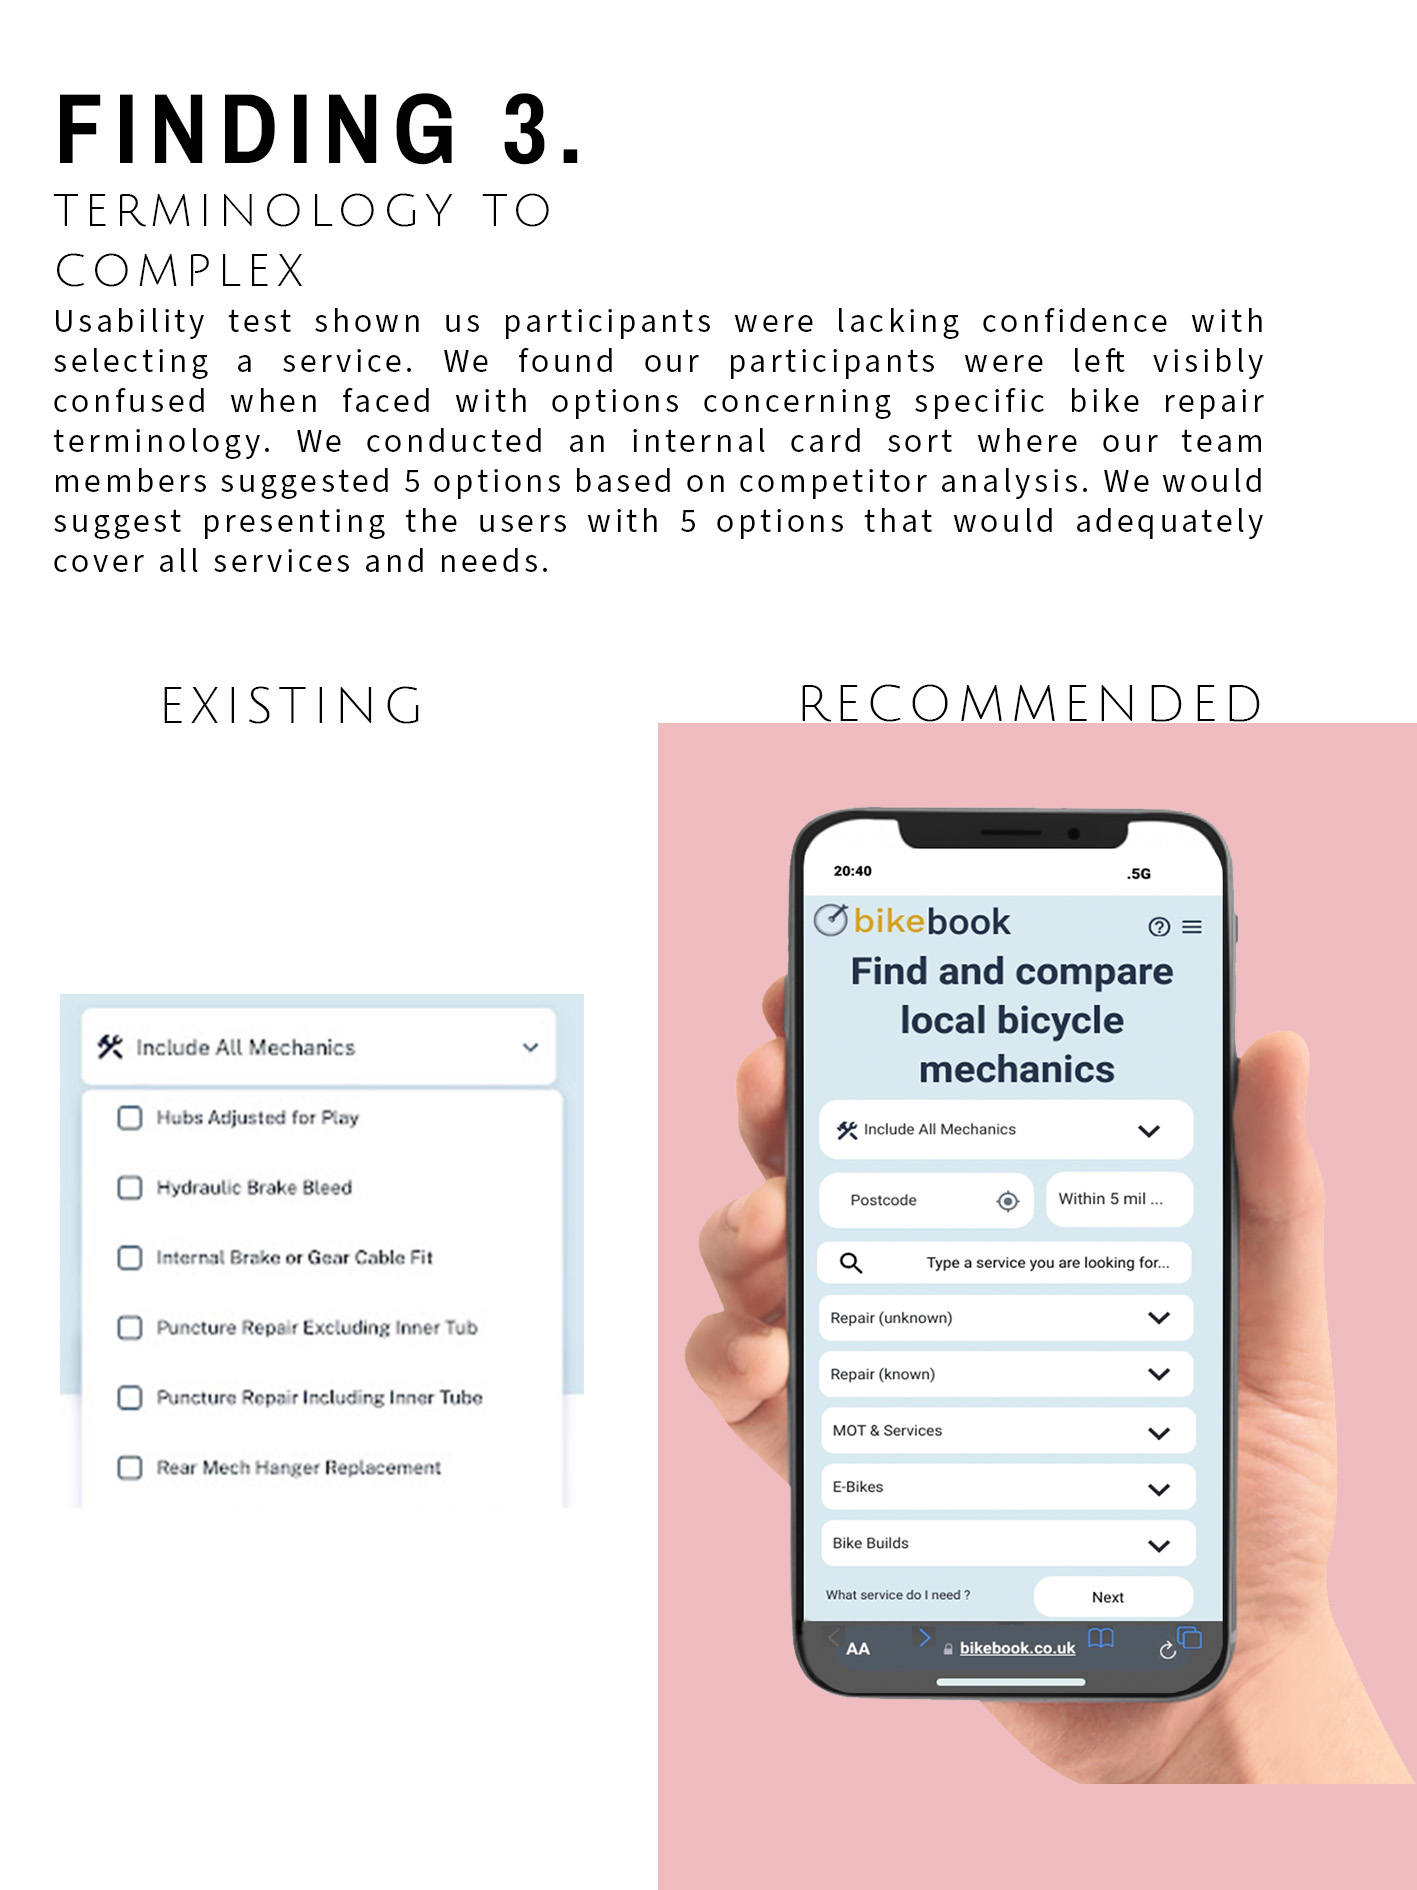 FINDING 3.
TERMINOLOGY TO
COMPLEX
Usability test shown us participants were lacking confidence with
selecting a service. We found our participants were left visibly
confused when faced with options concerning specific bike repair
terminology. We conducted an internal card sort where our team
members suggested 5 options based on competitor analysis. We would
suggest presenting the users with 5 options that would adequately
cover all services and needs.
EXISTING
Include All Mechanics
Hubs Adjusted for Play
Hydraulic Brake Bleed
Internal Brake or Gear Cable Fit
Puncture Repair Excluding Inner Tub
Puncture Repair Including Inner Tube
Rear Mech Hanger Replacement
RECOMMENDED
20:40 .5G
bikebook
Find and compare
local bicycle
mechanics
Include All Mechanics
Postcode Within 5 mil ...
Type a service you are looking for...
Repair (unknown)
Repair (known)
MOT & Services
E-Bikes
Bike Builds
What service do I need ? Next
AA bikebook.co.uk